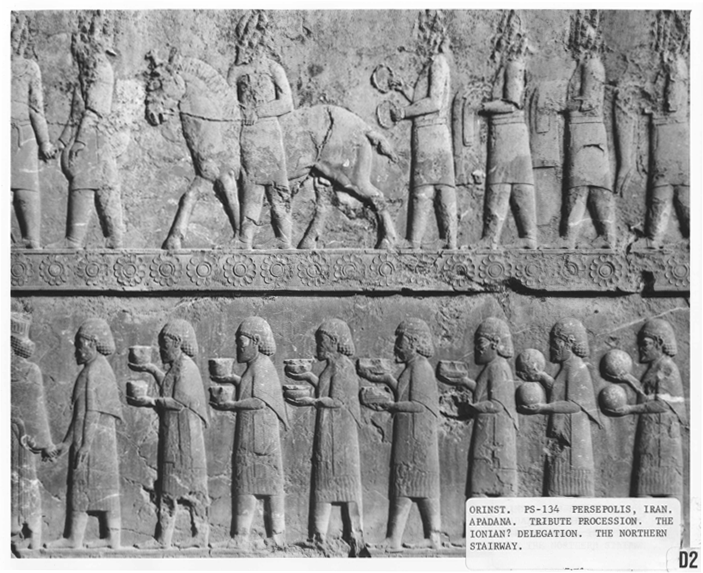 ORINST. PS-134 PERSEPOLIS, IRAN.
APADANA. TRIBUTE PROCESSION. THE
IONIAN? DELEGATION. THE NORTHERN
STAIRWAY.
D2